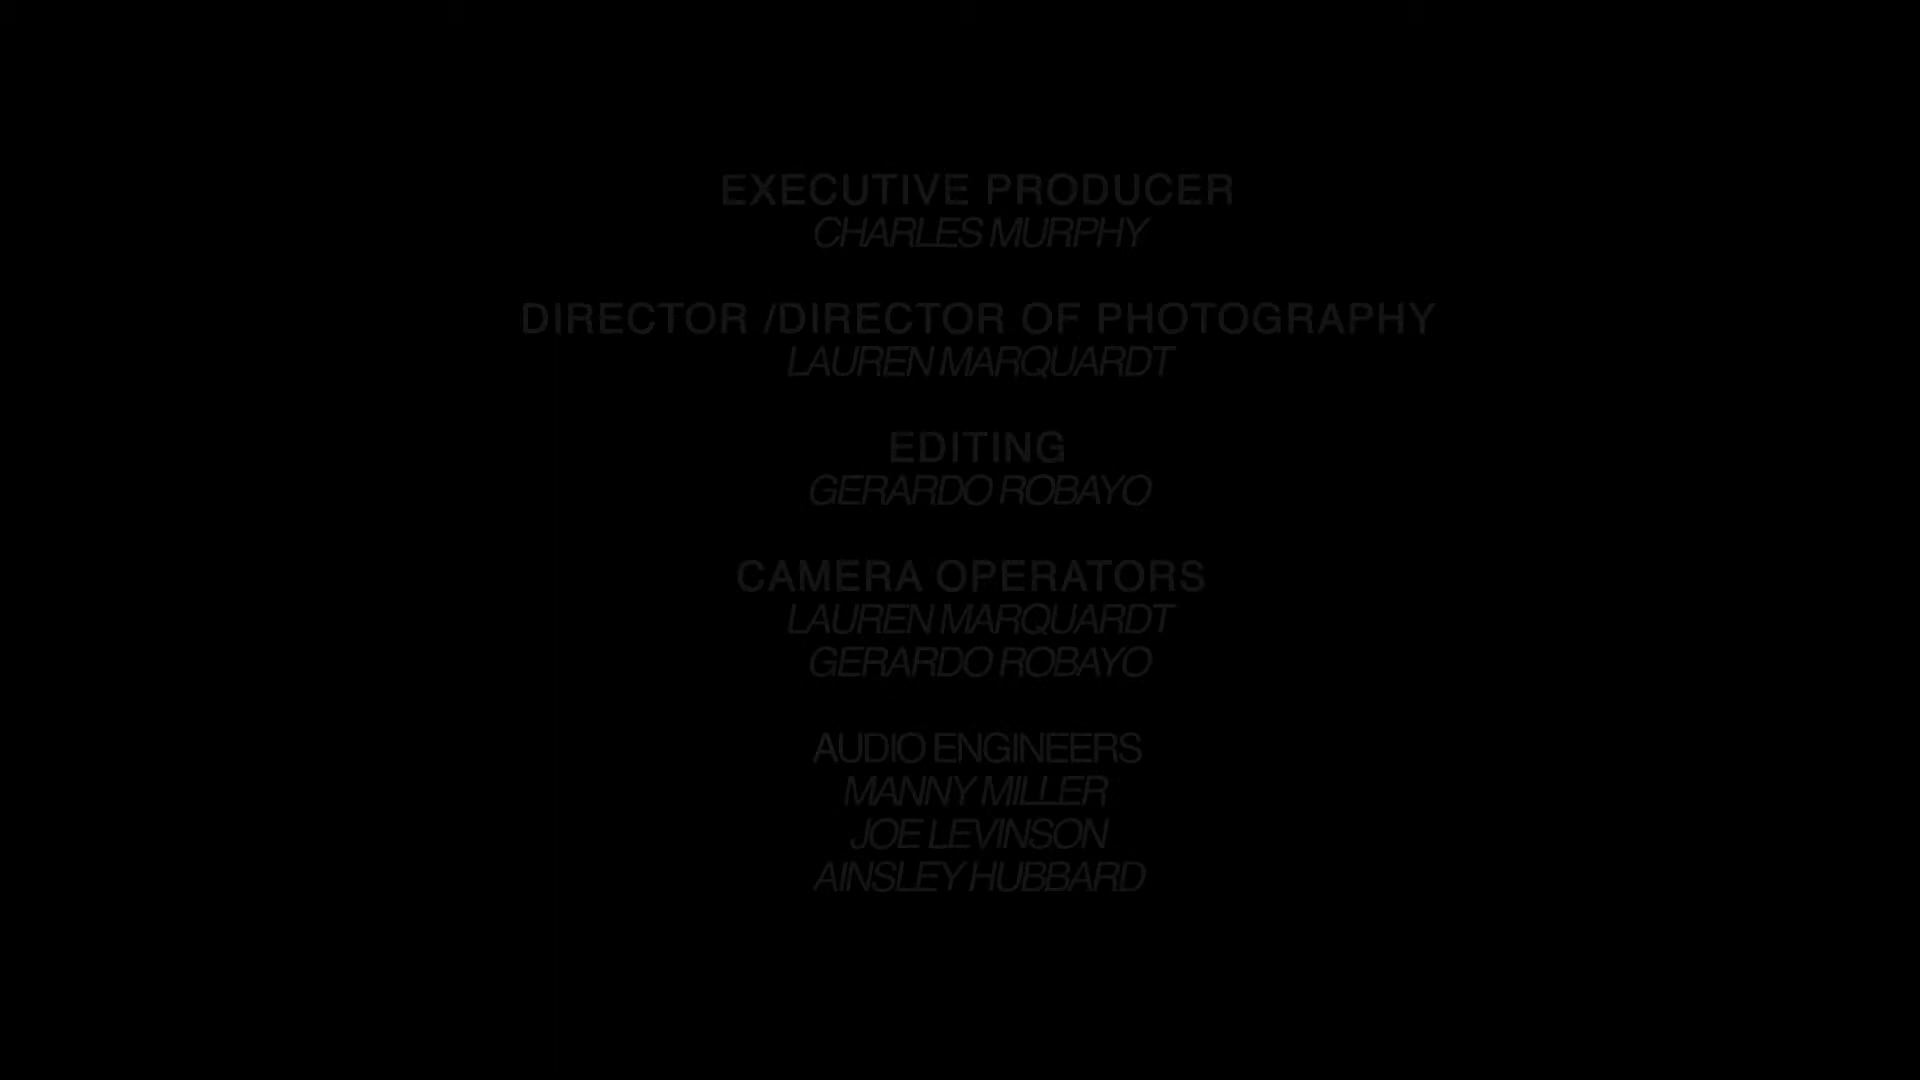 EXECUTIVE PRODUCER
CHARLES MURPHY
DIRECTOR /DIRECTOR OF PHOTOGRAPHY
LAUREN MARQUARDT
EDITING
GERARDO ROBAYO
CAMERA OPERATORS
LAUREN MARQUARDT
GERARDO ROBAYO
AUDIO ENGINEERS
MANNY MILLER
JOE LEVINSON
AINSLEY HUBBARD